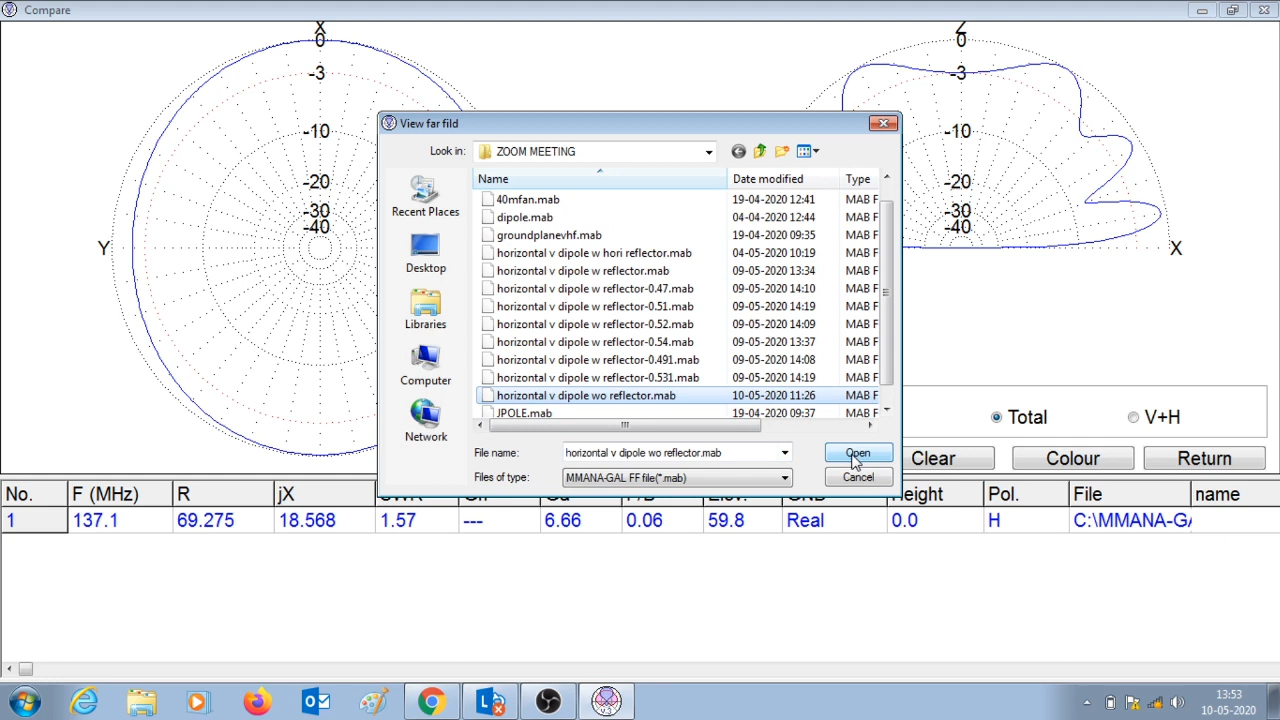 Compare
X
0
-3
-10
-20
-30
-40
Y
Z
0
-3
-10
-20
-30
-40
X
View far fild
Look in:
ZOOM MEETING
Recent Places
Desktop
Libraries
Computer
Network
Name Date modified Type
40mfan.mab 19-04-2020 12:41 MAB F
dipole.mab 04-04-2020 12:44 MAB F
groundplanevhf.mab 19-04-2020 09:35 MAB F
horizontal v dipole w hori reflector.mab 04-05-2020 10:19 MAB F
horizontal v dipole w reflector.mab 09-05-2020 13:34 MAB F
horizontal v dipole w reflector-0.47.mab 09-05-2020 14:10 MAB F
horizontal v dipole w reflector-0.51.mab 09-05-2020 14:19 MAB F
horizontal v dipole w reflector-0.52.mab 09-05-2020 14:09 MAB F
horizontal v dipole w reflector-0.54.mab 09-05-2020 13:37 MAB F
horizontal v dipole w reflector-0.491.mab 09-05-2020 14:08 MAB F
horizontal v dipole w reflector-0.531.mab 09-05-2020 14:19 MAB F
horizontal v dipole wo reflector.mab 10-05-2020 11:26 MAB F
JPOLE.mab 19-04-2020 09:37 MAB F
File name: horizontal v dipole wo reflector.mab Open
Files of type: MMANA-GAL FF file(*.mab) Cancel
Total V+H
Clear Colour Return
No. F (MHz) R jX SWR Gh Ga F/B Elev. GND Height Pol. File name
1 137.1 69.275 18.568 1.57 --- 6.66 0.06 59.8 Real 0.0 H C:\MMANA-GA
13:53
10-05-2020